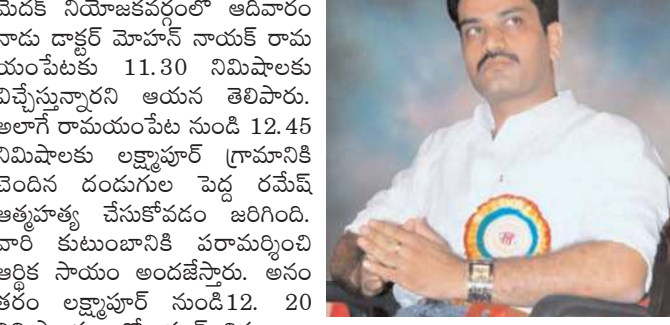 మెదక్ నియోజకవర్గంలో ఆదివారం
నాడు డాక్టర్ మోహన్ నాయక్ రామ
యంపేటకు 11.30 నిమిషాలకు
విచ్చేస్తున్నారని ఆయన తెలిపారు.
అలాగే రామయంపేట నుండి 12.45
నిమిషాలకు లక్ష్మాపూర్ గ్రామానికి
చెందిన దండుగుల పెద్ద రమేష్
ఆత్మహత్య చేసుకోవడం జరిగింది.
వారి కుటుంబానికి పరామర్శించి
ఆర్థిక సాయం అందజేస్తారు. అనం
తరం లక్ష్మాపూర్ నుండి12. 20